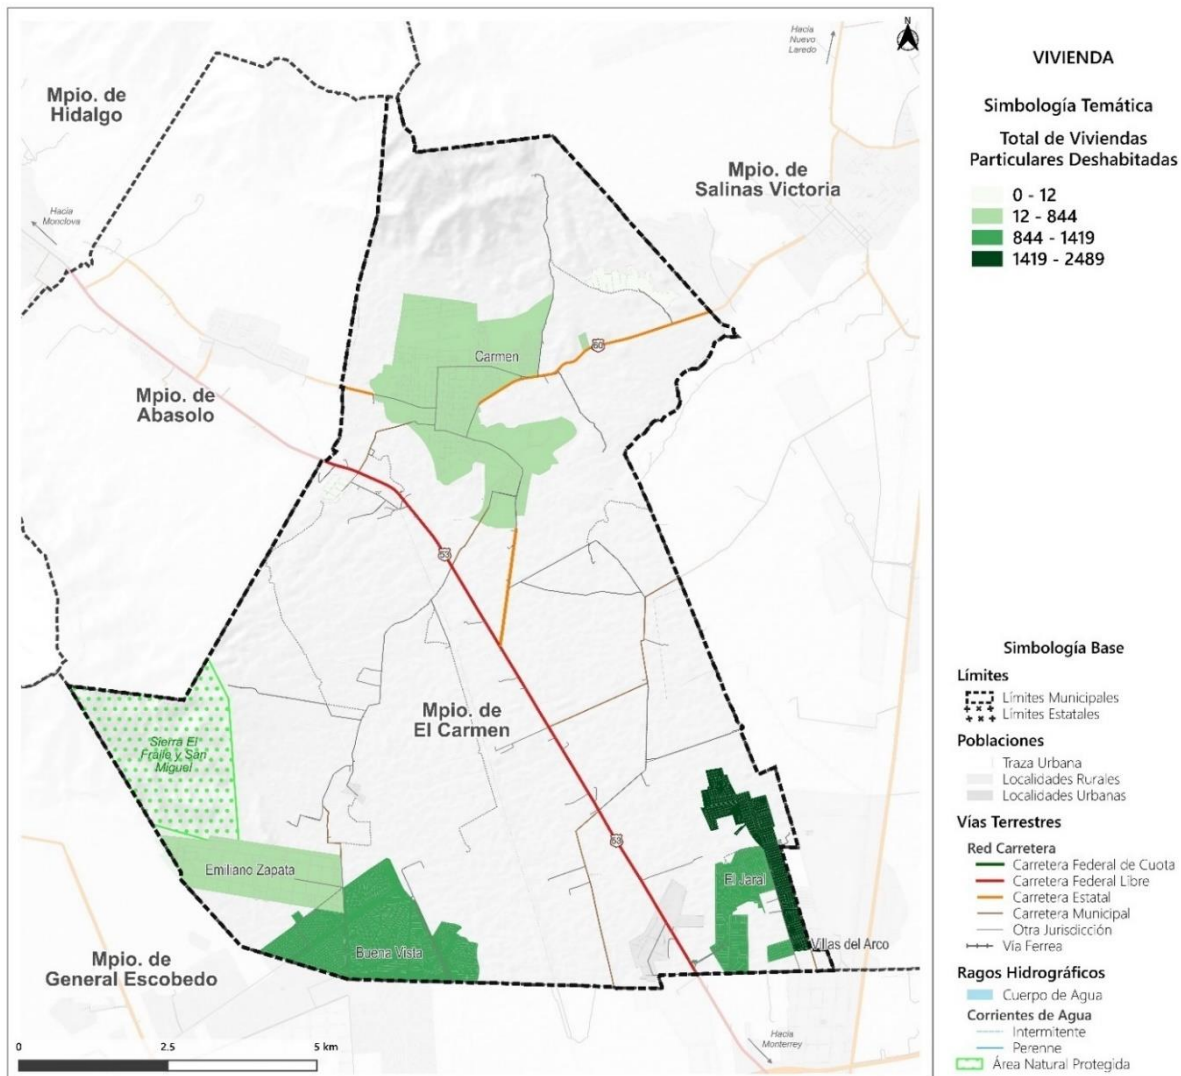 Hacia
Nuevo
Laredo
N
Mpio. de
Hidalgo
Mpio. de
Salinas Victoria
Hacia
Monclova
Carmen
60
Mpio. de
Abasolo
53
Mpio. de
El Carmen
Sierra El
Fraile y San
Miguel
53
Emiliano Zapata
El Jaral
Buena Vista
Villas del Arco
Mpio. de
General Escobedo
Hacia
Monterrey
0 2.5 5 km
VIVIENDA
Simbología Temática
Total de Viviendas
Particulares Deshabitadas
0 - 12
12 - 844
844 - 1419
1419 - 2489
Simbología Base
Límites
Límites Municipales
Límites Estatales
Poblaciones
Traza Urbana
Localidades Rurales
Localidades Urbanas
Vías Terrestres
Red Carretera
Carretera Federal de Cuota
Carretera Federal Libre
Carretera Estatal
Carretera Municipal
Otra Jurisdicción
Vía Ferrea
Ragos Hidrográficos
Cuerpo de Agua
Corrientes de Agua
Intermitente
Perenne
Área Natural Protegida